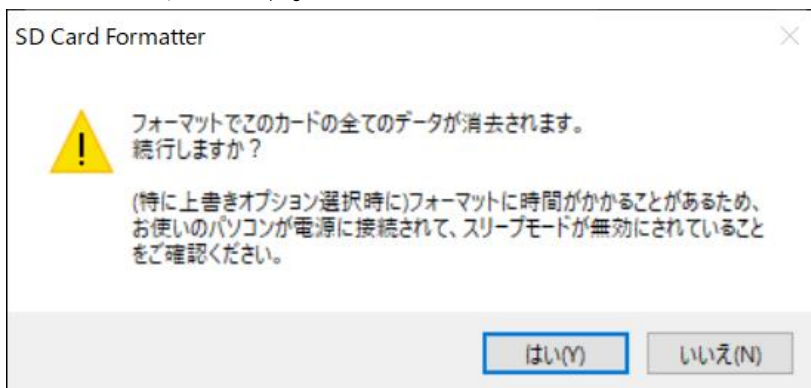 SD Card Formatter
フォーマットでこのカードの全てのデータが消去されます。
続行しますか？
(特に上書きオプション選択時に)フォーマットに時間がかかることがあるため、
お使いのパソコンが電源に接続されて、スリープモードが無効にされていること
をご確認ください。
はい(Y)
いいえ(N)